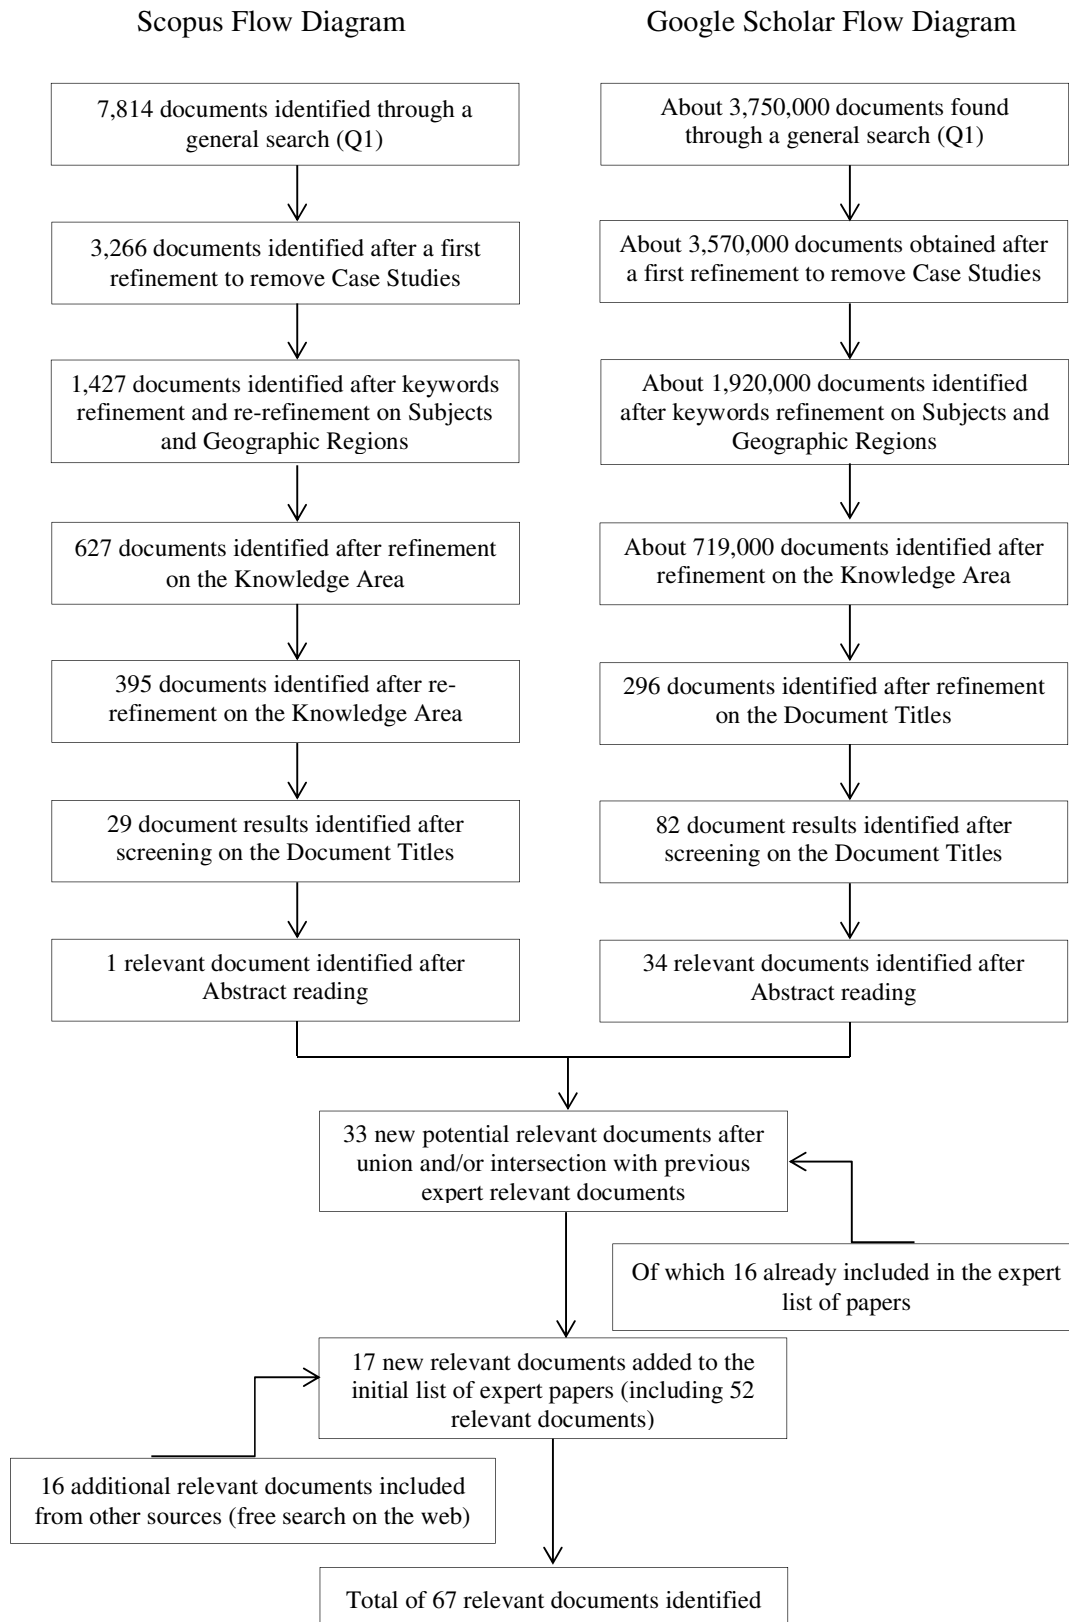 Scopus Flow Diagram
Google Scholar Flow Diagram
7,814 documents identified through a
general search (Q1)
About 3,750,000 documents found
through a general search (Q1)
3,266 documents identified after a first
refinement to remove Case Studies
About 3,570,000 documents obtained after
a first refinement to remove Case Studies
1,427 documents identified after keywords
refinement and re-refinement on Subjects
and Geographic Regions
About 1,920,000 documents identified
after keywords refinement on Subjects and
Geographic Regions
627 documents identified after refinement
on the Knowledge Area
About 719,000 documents identified after
refinement on the Knowledge Area
395 documents identified after re-
refinement on the Knowledge Area
296 documents identified after refinement
on the Document Titles
29 document results identified after
screening on the Document Titles
82 document results identified after
screening on the Document Titles
1 relevant document identified after
Abstract reading
34 relevant documents identified after
Abstract reading
33 new potential relevant documents after
union and/or intersection with previous
expert relevant documents
Of which 16 already included in the expert
list of papers
17 new relevant documents added to the
initial list of expert papers (including 52
relevant documents)
16 additional relevant documents included
from other sources (free search on the web)
Total of 67 relevant documents identified